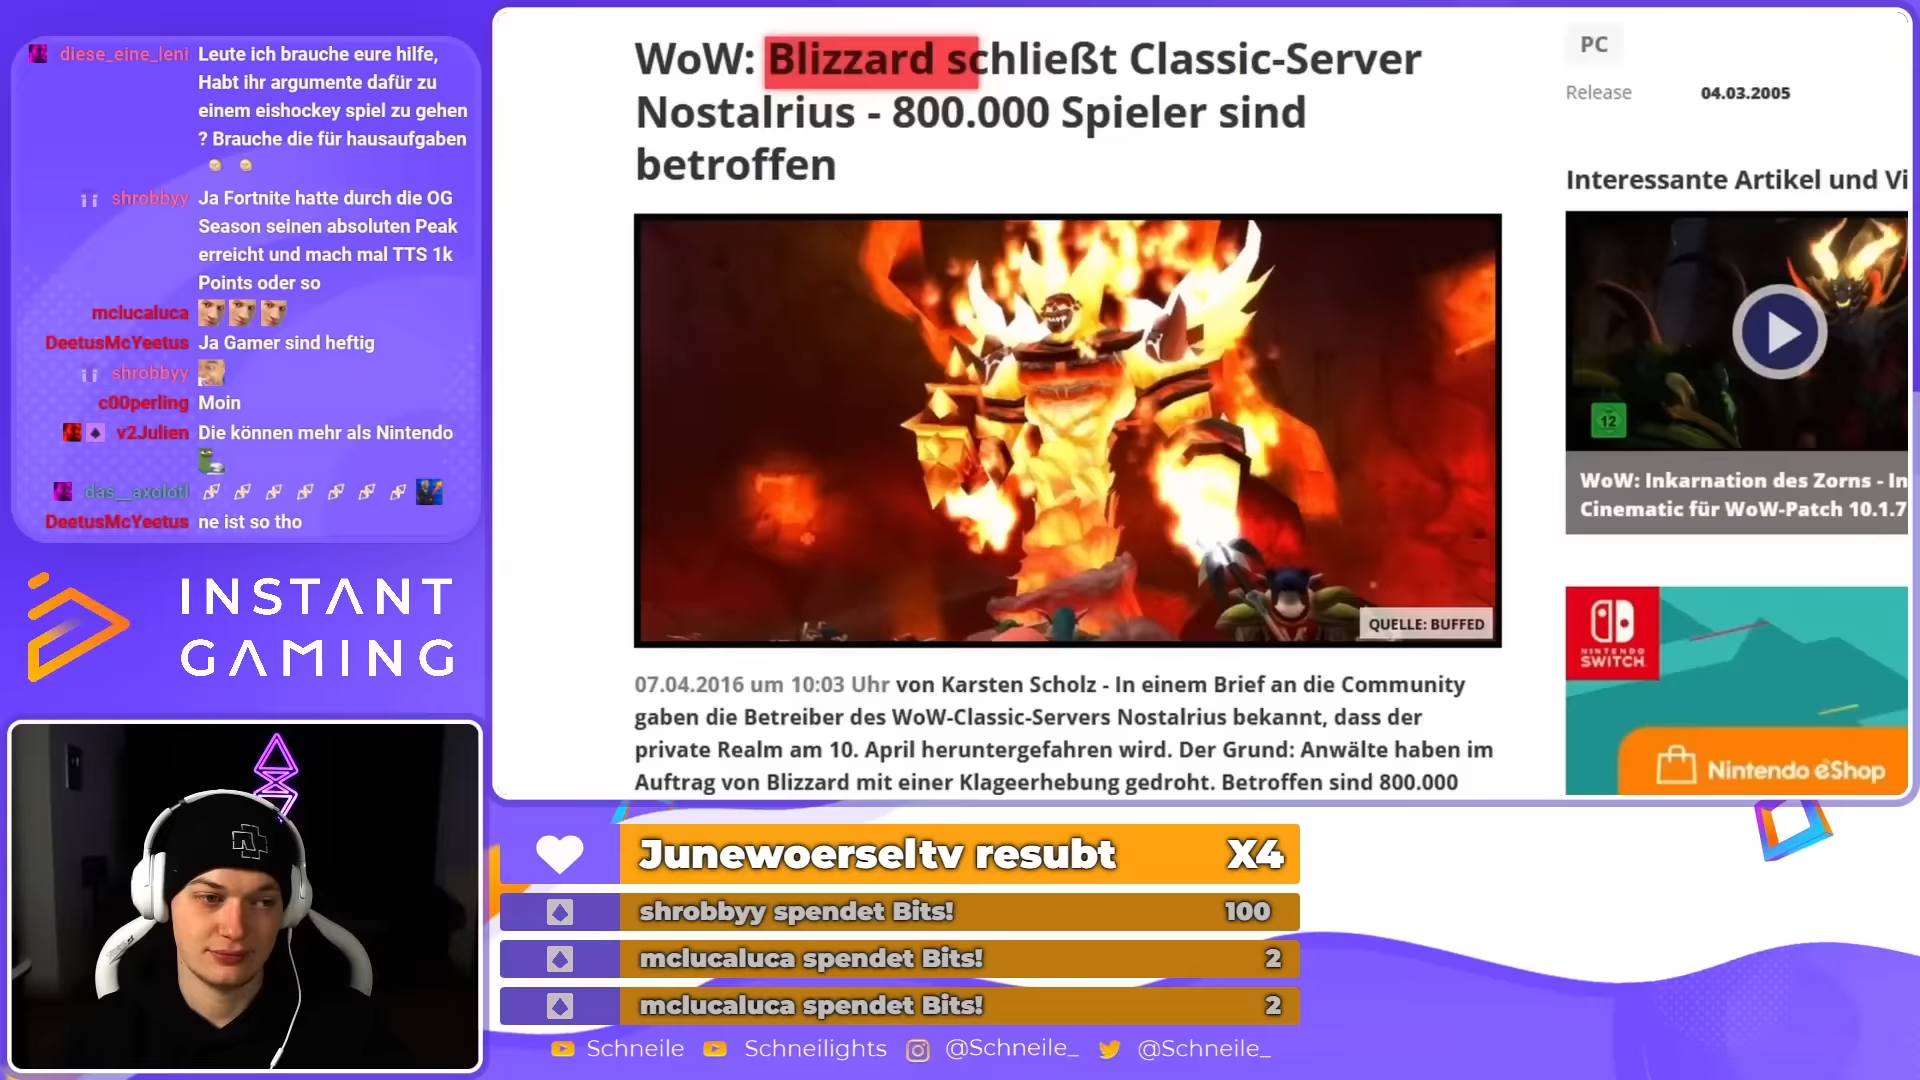 diese_eine_leni Leute ich brauche eure hilfe,
Habt ihr argumente dafür zu
einem eishockey spiel zu gehen
? Brauche die für hausaufgaben
shrobbyy Ja Fortnite hatte durch die OG
Season seinen absoluten Peak
erreicht und mach mal TTS 1k
Points oder so
mclucaluca
DeetusMcYeetus Ja Gamer sind heftig
shrobbyy
c00perling Moin
v2Julien Die können mehr als Nintendo
das__axolotl
DeetusMcYeetus ne ist so tho
INSTANT
GAMING
WoW: Blizzard schließt Classic-Server
Nostalrius - 800.000 Spieler sind
betroffen
QUELLE: BUFFED
07.04.2016 um 10:03 Uhr von Karsten Scholz - In einem Brief an die Community
gaben die Betreiber des WoW-Classic-Servers Nostalrius bekannt, dass der
private Realm am 10. April heruntergefahren wird. Der Grund: Anwälte haben im
Auftrag von Blizzard mit einer Klageerhebung gedroht. Betroffen sind 800.000
PC
Release 04.03.2005
Interessante Artikel und Vi
12
WoW: Inkarnation des Zorns - In
Cinematic für WoW-Patch 10.1.7
NINTENDO
SWITCH
Nintendo eShop
Junewoerseltv resubt X4
shrobbyy spendet Bits! 100
mclucaluca spendet Bits! 2
mclucaluca spendet Bits! 2
Schneile Schneilights @Schneile_ @Schneile_